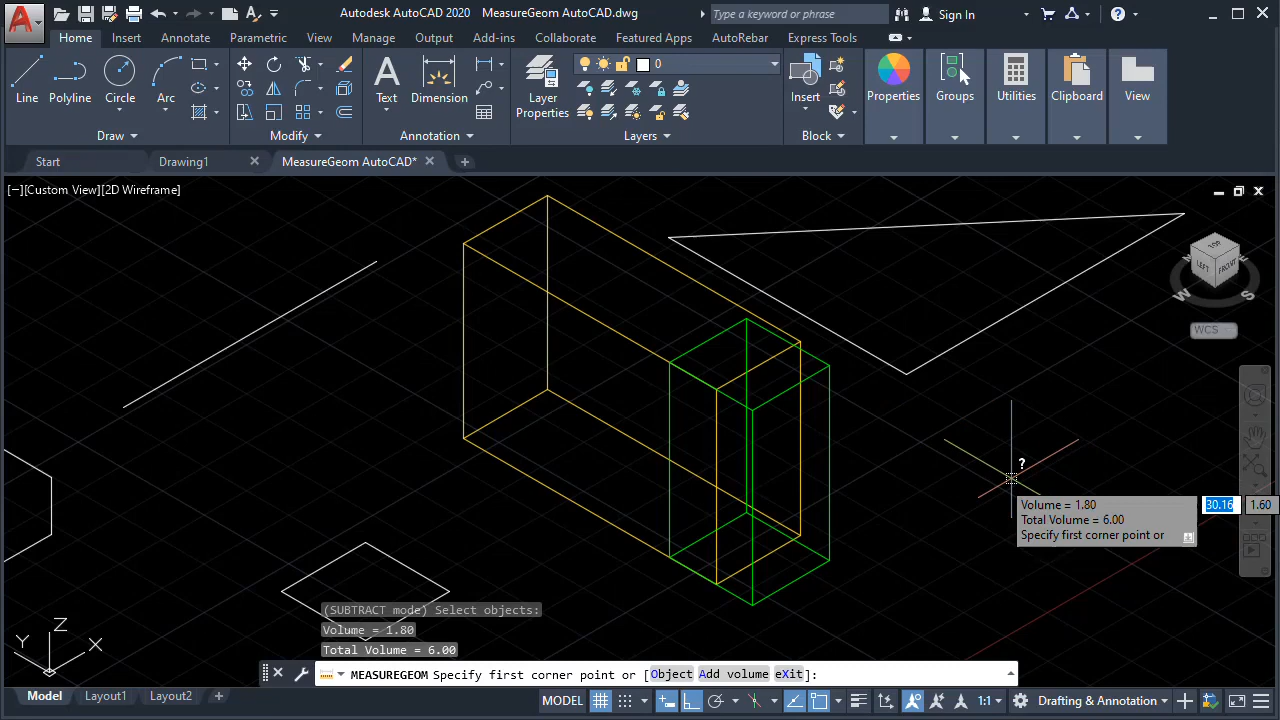 Autodesk AutoCAD 2020 MeasureGeom AutoCAD.dwg
Type a keyword or phrase
Sign In
Home Insert Annotate Parametric View Manage Output Add-ins Collaborate Featured Apps AutoRebar Express Tools
0
Line Polyline Circle Arc
Text Dimension
Layer Properties
Insert
Properties Groups Utilities Clipboard View
Draw Modify Annotation Layers Block
Start Drawing1 MeasureGeom AutoCAD*
[−][Custom View][2D Wireframe]
TOP
LEFT FRONT
W S
WCS
?
Volume = 1.80
Total Volume = 6.00
Specify first corner point or
30.16 1.60
(SUBTRACT mode) Select objects:
Volume = 1.80
Total Volume = 6.00
Z
Y X
MEASUREGEOM Specify first corner point or [Object Add volume eXit]:
Model Layout1 Layout2 +
MODEL 1:1 Drafting & Annotation